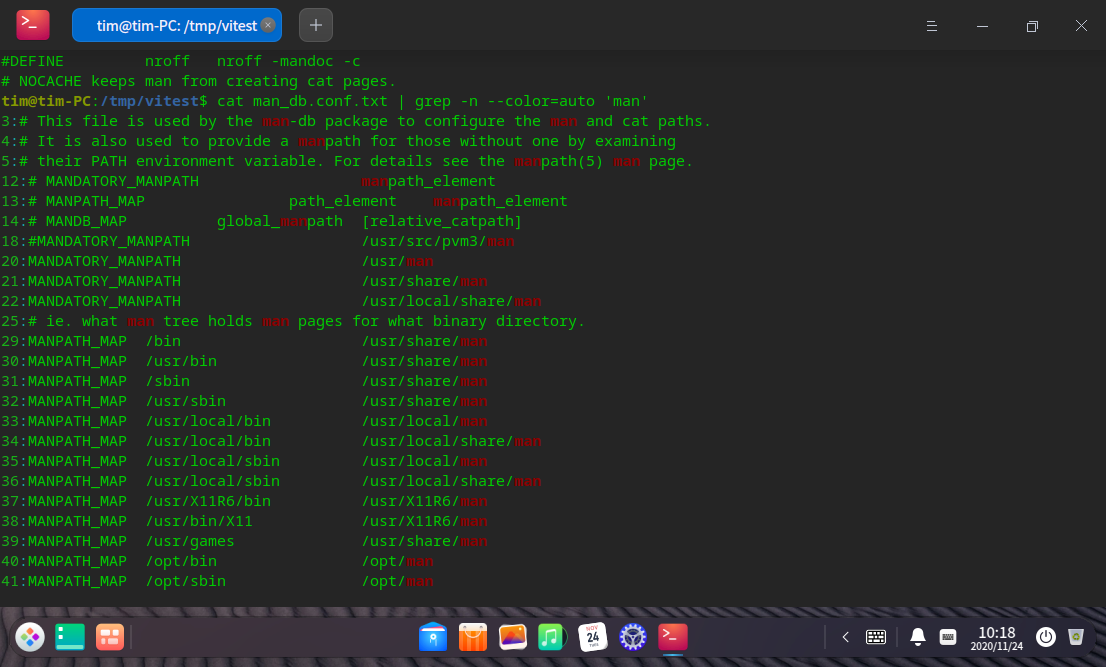 tim@tim-PC: /tmp/vitest
#DEFINE         nroff   nroff -mandoc -c
# NOCACHE keeps man from creating cat pages.
tim@tim-PC:/tmp/vitest$ cat man_db.conf.txt | grep -n --color=auto 'man'
3:# This file is used by the man-db package to configure the man and cat paths.
4:# It is also used to provide a manpath for those without one by examining
5:# their PATH environment variable. For details see the manpath(5) man page.
12:# MANDATORY_MANPATH                  manpath_element
13:# MANPATH_MAP                path_element    manpath_element
14:# MANDB_MAP          global_manpath  [relative_catpath]
18:#MANDATORY_MANPATH                   /usr/src/pvm3/man
20:MANDATORY_MANPATH                    /usr/man
21:MANDATORY_MANPATH                    /usr/share/man
22:MANDATORY_MANPATH                    /usr/local/share/man
25:# ie. what man tree holds man pages for what binary directory.
29:MANPATH_MAP  /bin                    /usr/share/man
30:MANPATH_MAP  /usr/bin                /usr/share/man
31:MANPATH_MAP  /sbin                   /usr/share/man
32:MANPATH_MAP  /usr/sbin               /usr/share/man
33:MANPATH_MAP  /usr/local/bin          /usr/local/man
34:MANPATH_MAP  /usr/local/bin          /usr/local/share/man
35:MANPATH_MAP  /usr/local/sbin         /usr/local/man
36:MANPATH_MAP  /usr/local/sbin         /usr/local/share/man
37:MANPATH_MAP  /usr/X11R6/bin          /usr/X11R6/man
38:MANPATH_MAP  /usr/bin/X11            /usr/X11R6/man
39:MANPATH_MAP  /usr/games              /usr/share/man
40:MANPATH_MAP  /opt/bin                /opt/man
41:MANPATH_MAP  /opt/sbin               /opt/man
NOV
24
TUES
10:18
2020/11/24